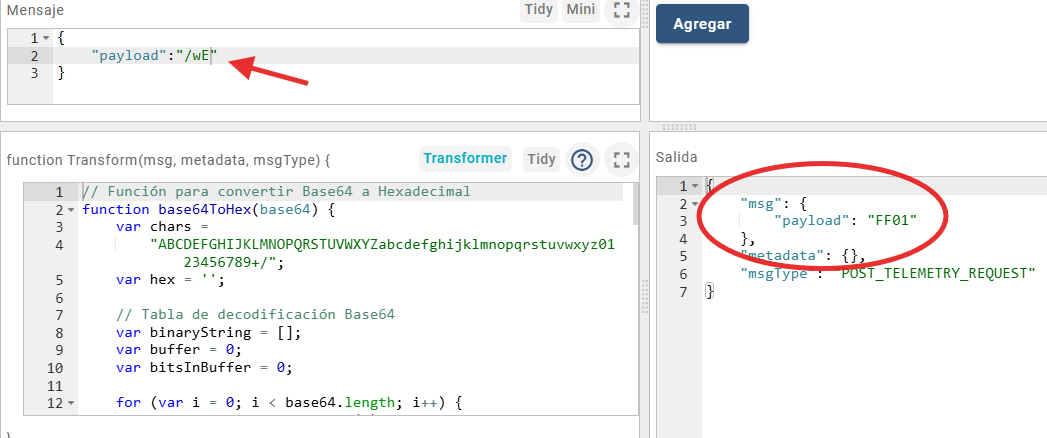 Mensaje
Tidy
Mini
1 {
2 "payload":"/wE"
3 }
Agregar
function Transform(msg, metadata, msgType) {
Transformer
Tidy
?
1 // Función para convertir Base64 a Hexadecimal
2 function base64ToHex(base64) {
3 var chars =
4 "ABCDEFGHIJKLMNOPQRSTUVWXYZabcdefghijklmnopqrstuvwxyz01
23456789+/";
5 var hex = '';
6
7 // Tabla de decodificación Base64
8 var binaryString = [];
9 var buffer = 0;
10 var bitsInBuffer = 0;
11
12 for (var i = 0; i < base64.length; i++) {
}
Salida
1 {
2 "msg": {
3 "payload": "FF01"
4 },
5 "metadata": {},
6 "msgType": "POST_TELEMETRY_REQUEST"
7 }